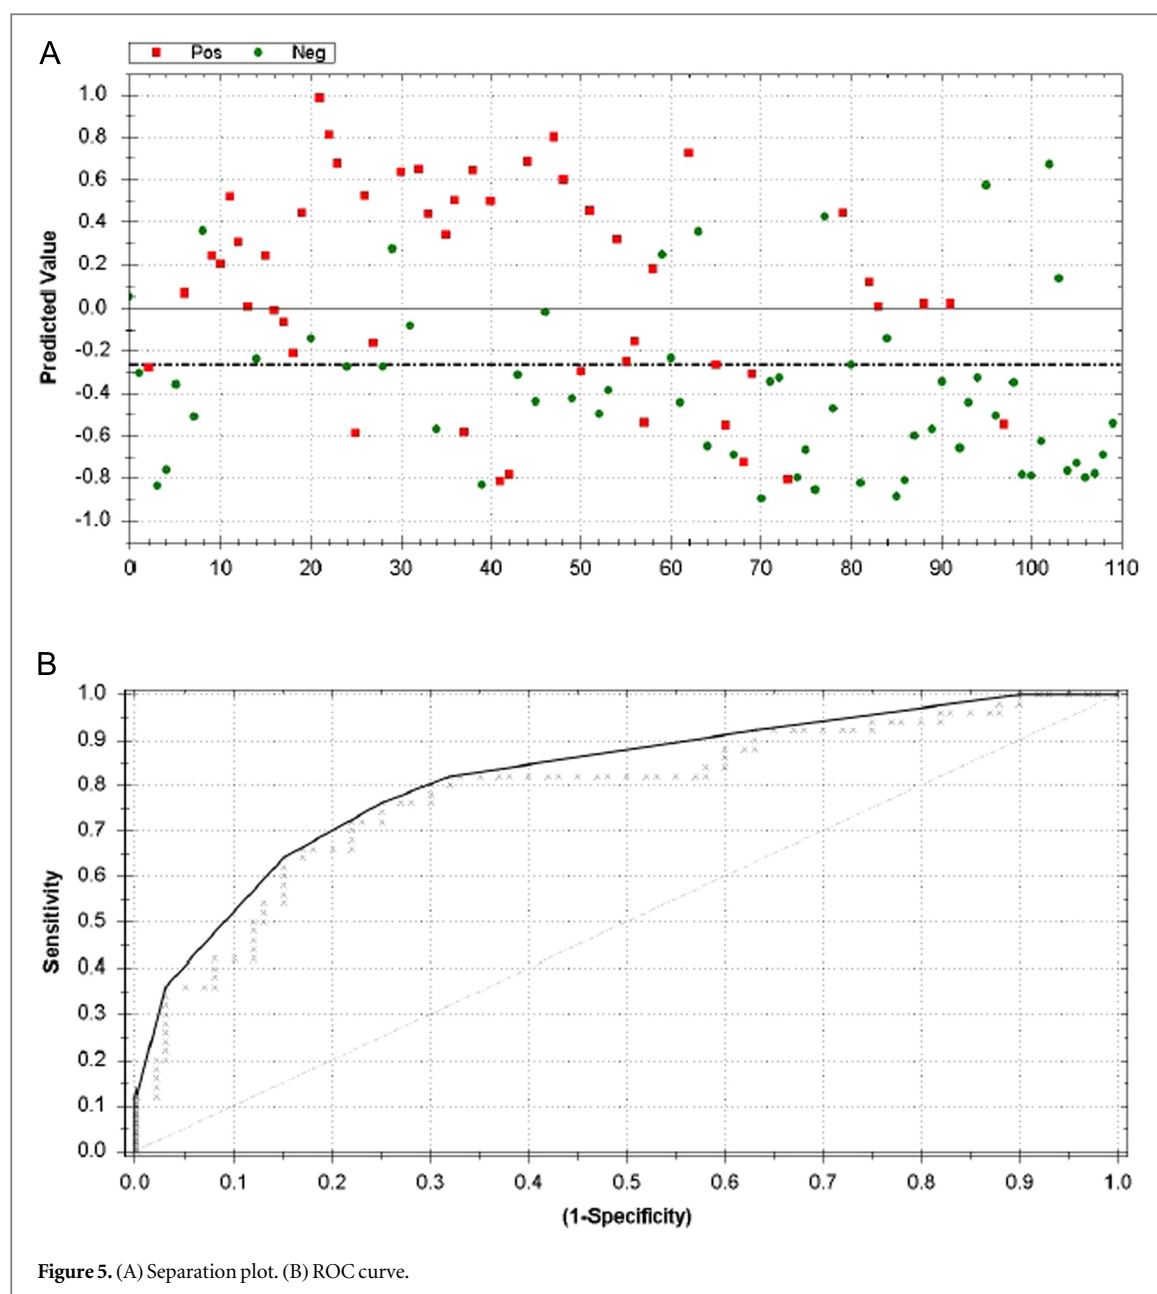 A
Pos Neg
1.0
0.8
0.6
0.4
0.2
0.0
-0.2
-0.4
-0.6
-0.8
-1.0
Predicted Value
0 10 20 30 40 50 60 70 80 90 100 110
B
1.0
0.9
0.8
0.7
0.6
0.5
0.4
0.3
0.2
0.1
0.0
Sensitivity
0.0 0.1 0.2 0.3 0.4 0.5 0.6 0.7 0.8 0.9 1.0
(1-Specificity)
Figure 5. (A) Separation plot. (B) ROC curve.